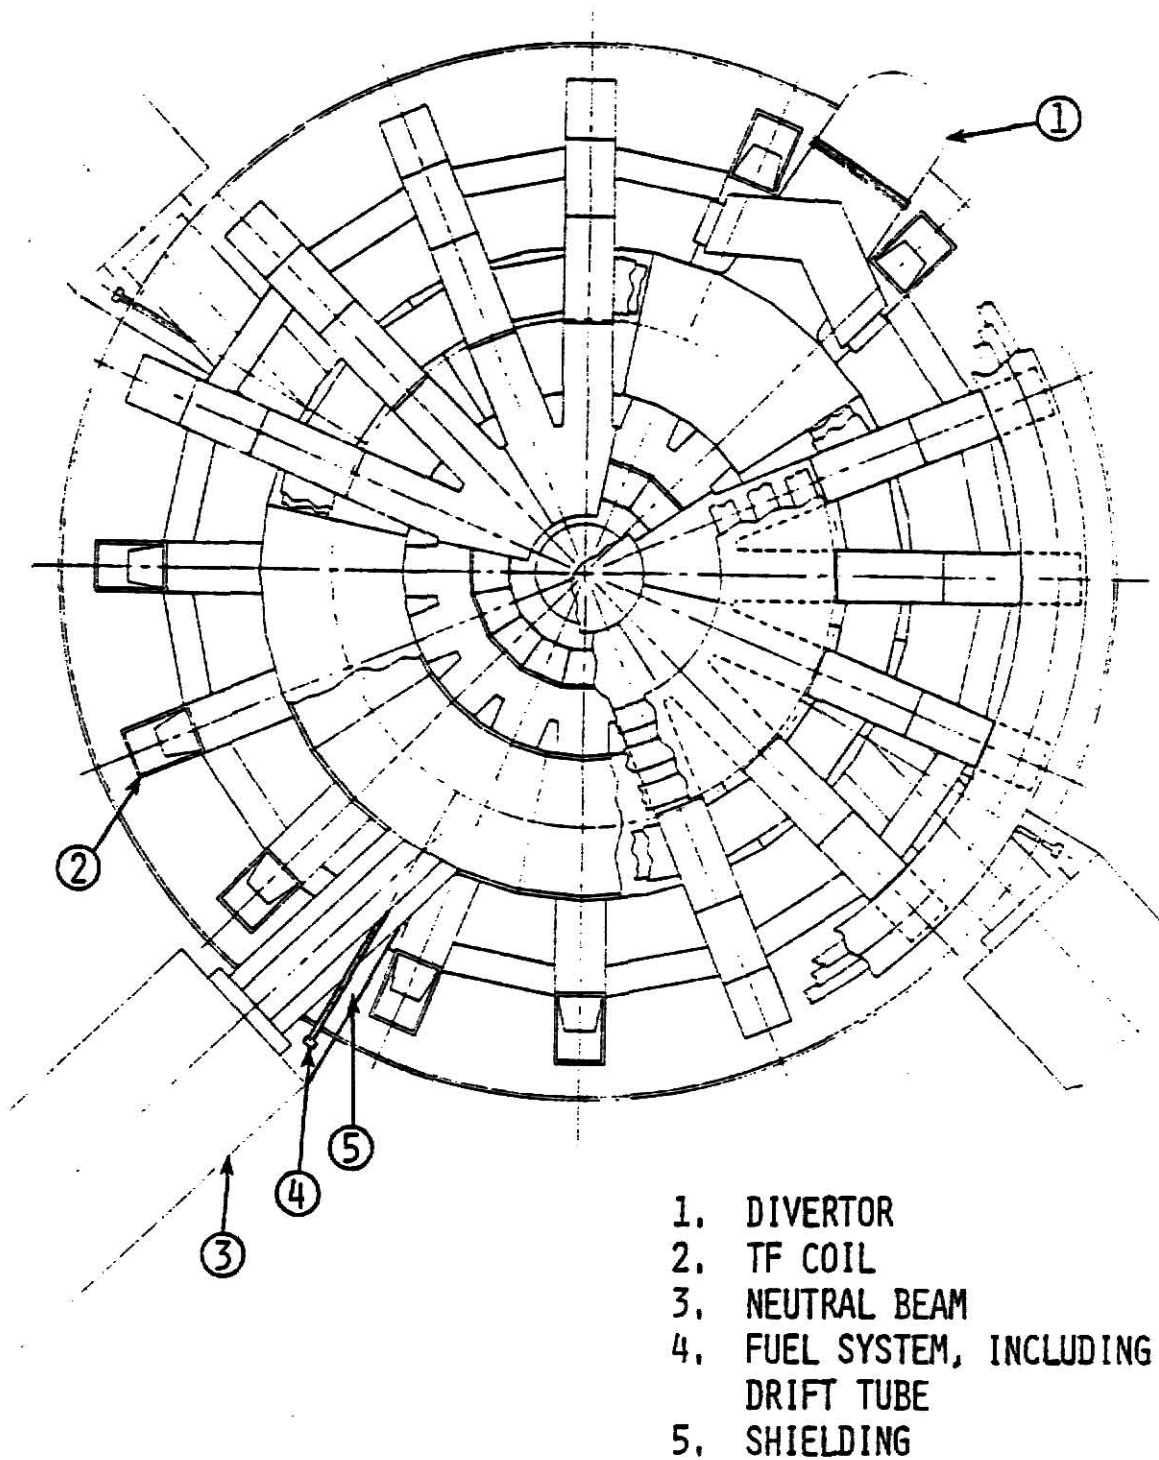 1
2
5
4
3
1. DIVERTOR
2. TF COIL
3. NEUTRAL BEAM
4. FUEL SYSTEM, INCLUDING
DRIFT TUBE
5. SHIELDING